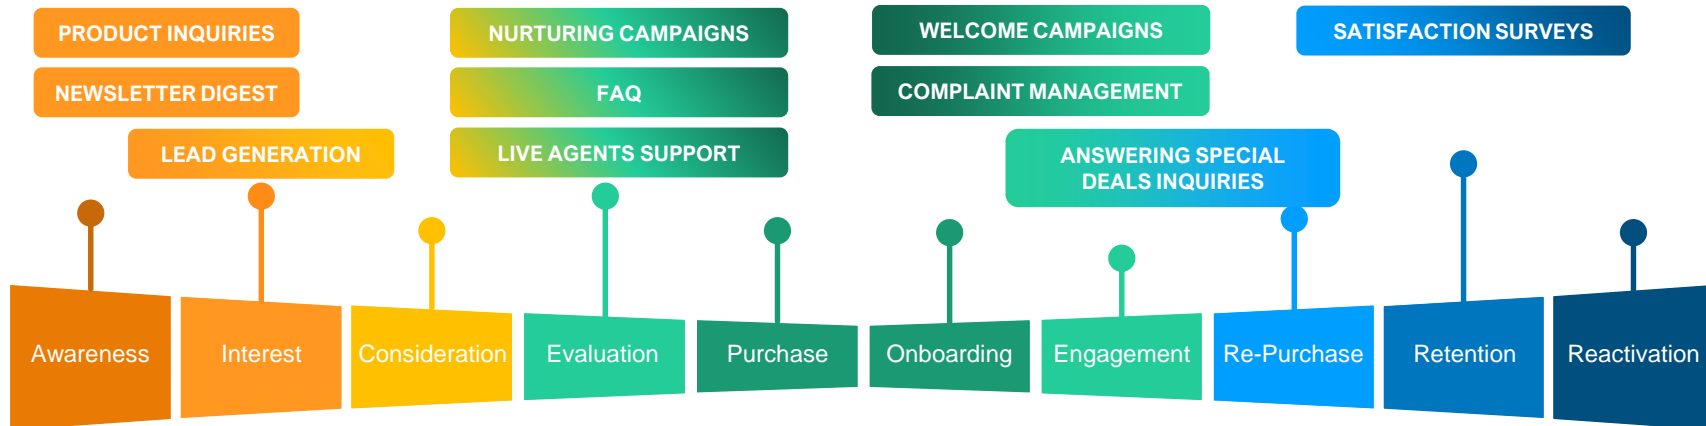 PRODUCT INQUIRIES
NEWSLETTER DIGEST
LEAD GENERATION
NURTURING CAMPAIGNS
FAQ
LIVE AGENTS SUPPORT
WELCOME CAMPAIGNS
COMPLAINT MANAGEMENT
ANSWERING SPECIAL
DEALS INQUIRIES
SATISFACTION SURVEYS
Awareness
Interest
Consideration
Evaluation
Purchase
Onboarding
Engagement
Re-Purchase
Retention
Reactivation